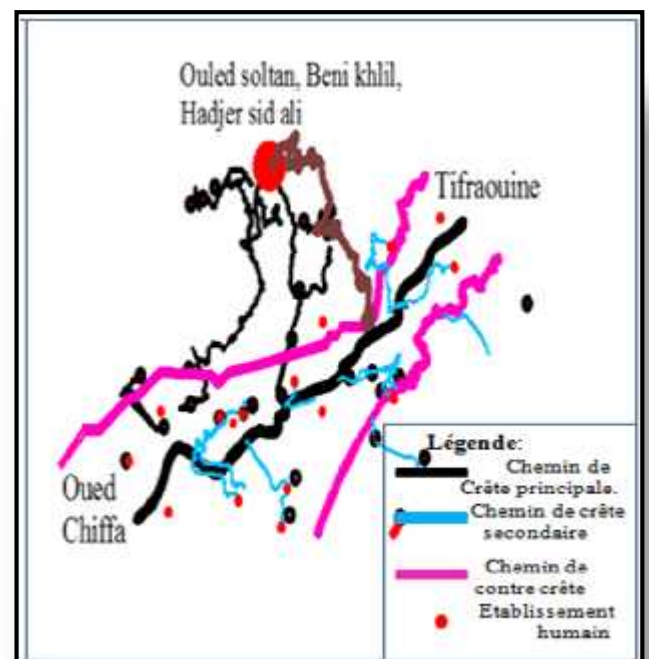 Ouled soltan, Beni khlil,
Hadjer sid ali
Tifraouine
Oued
Chiffa
Légende:
Chemin de
Crête principale.
Chemin de crête
secondaire
Chemin de
contre crête
Etablissement
humain